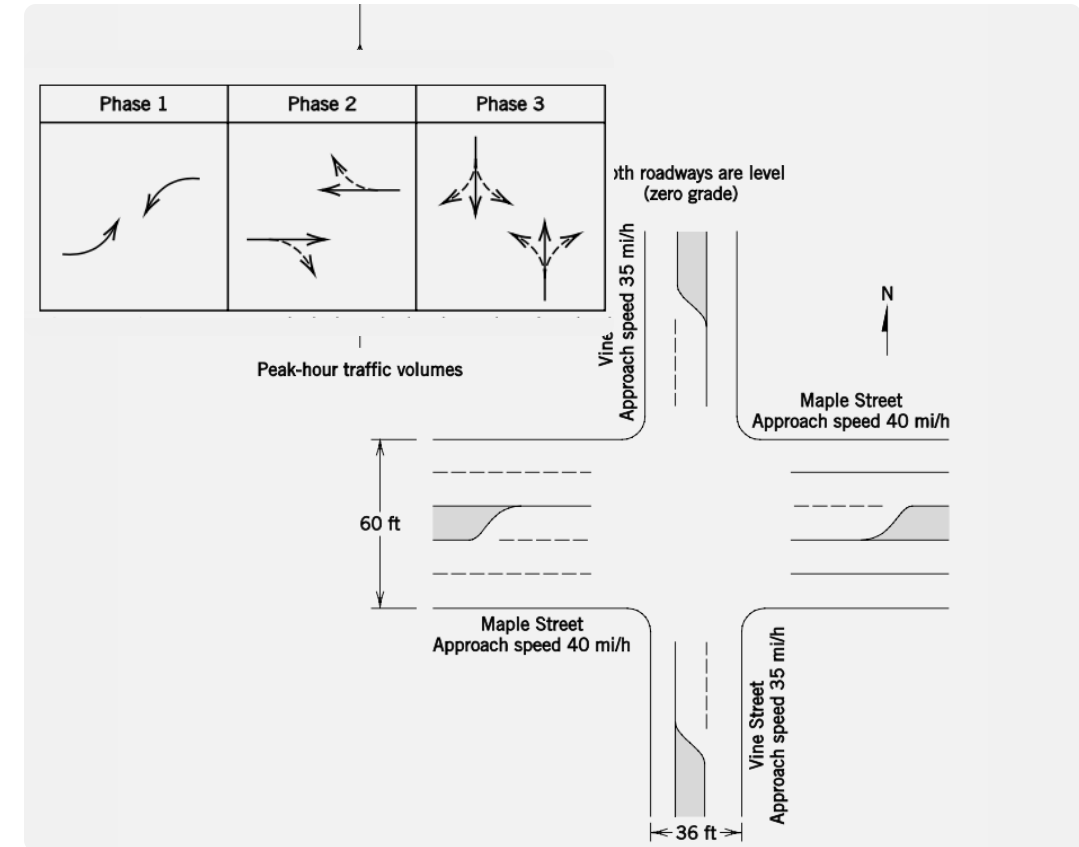 Phase 1
Phase 2
Phase 3
roadways are level
(zero grade)
Approach speed 35 mi/h
N
Peak-hour traffic volumes
Maple Street
Approach speed 40 mi/h
60 ft
Maple Street
Approach speed 40 mi/h
Vine Street
Approach speed 35 mi/h
36 ft